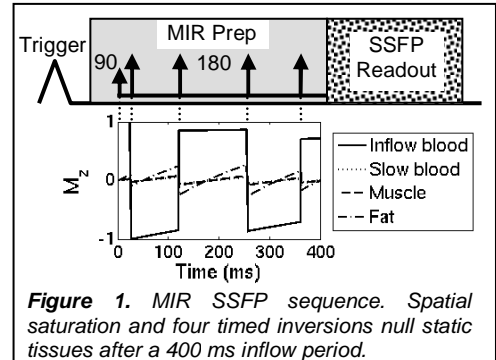 MIR Prep
Trigger
90
180
SSFP
Readout
1
0
-1
M_z
0 100 200 300 400
Time (ms)
Inflow blood
Slow blood
Muscle
Fat
Figure 1. MIR SSFP sequence. Spatial
saturation and four timed inversions null static
tissues after a 400 ms inflow period.